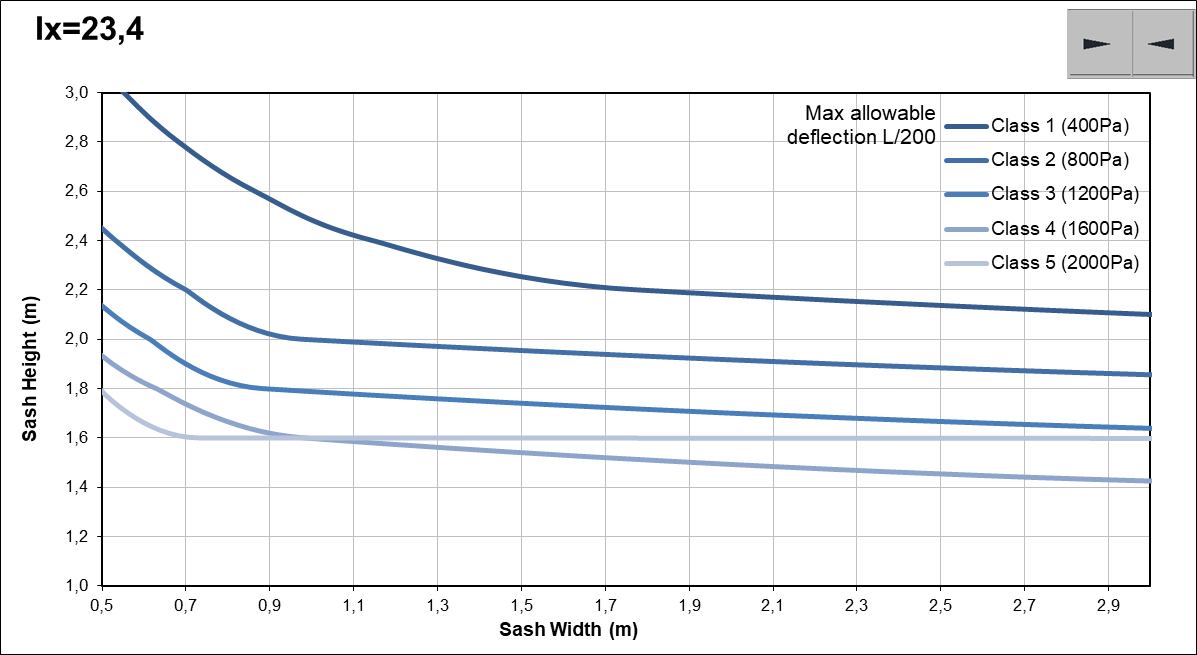 Ix=23,4
Max allowable
deflection L/200
Class 1 (400Pa)
Class 2 (800Pa)
Class 3 (1200Pa)
Class 4 (1600Pa)
Class 5 (2000Pa)
Sash Height (m)
3,0
2,8
2,6
2,4
2,2
2,0
1,8
1,6
1,4
1,2
1,0
0,5 0,7 0,9 1,1 1,3 1,5 1,7 1,9 2,1 2,3 2,5 2,7 2,9
Sash Width (m)